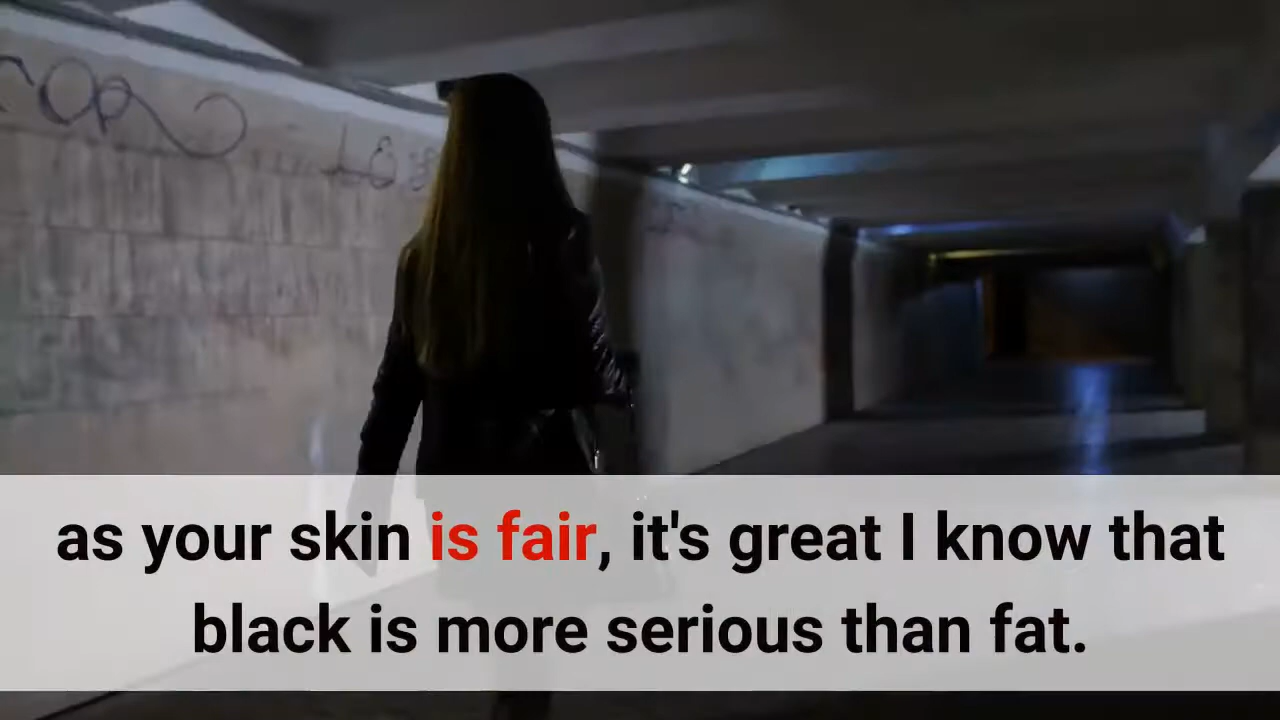 as your skin is fair, it's great I know that
black is more serious than fat.